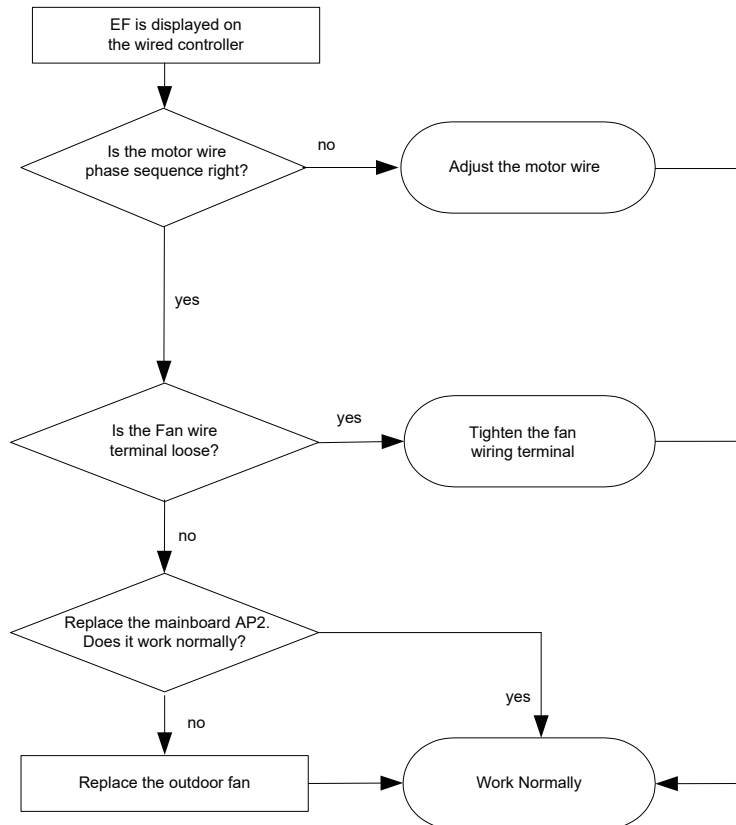 EF is displayed on
the wired controller
Is the motor wire
phase sequence right?
no
Adjust the motor wire
yes
Is the Fan wire
terminal loose?
yes
Tighten the fan
wiring terminal
no
Replace the mainboard AP2.
Does it work normally?
yes
no
Replace the outdoor fan
Work Normally